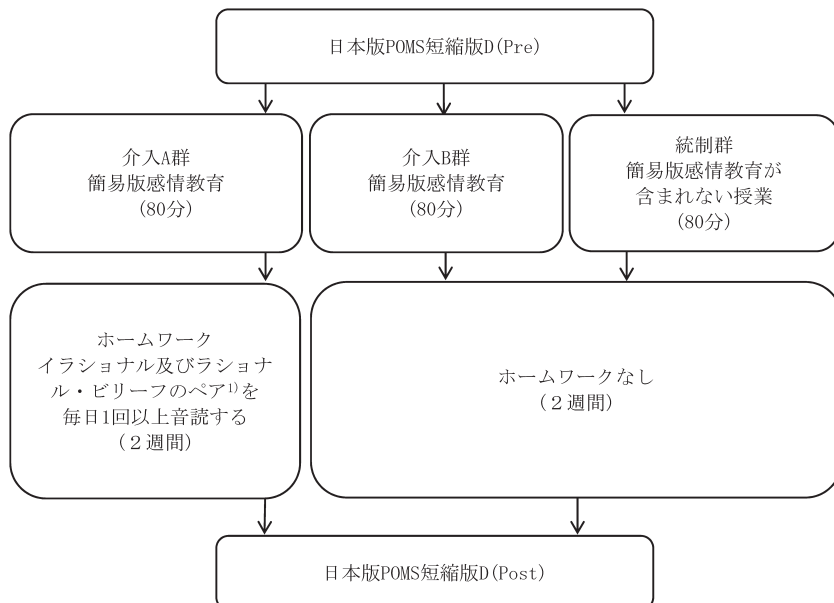 日本版POMS短縮版D(Pre)
介入A群
簡易版感情教育
(80分)
介入B群
簡易版感情教育
(80分)
統制群
簡易版感情教育が
含まれない授業
(80分)
ホームワーク
イラショナル及びラショナ
ル・ビリーフのペア1)を
毎日1回以上音読する
(２週間)
ホームワークなし
(２週間)
日本版POMS短縮版D(Post)